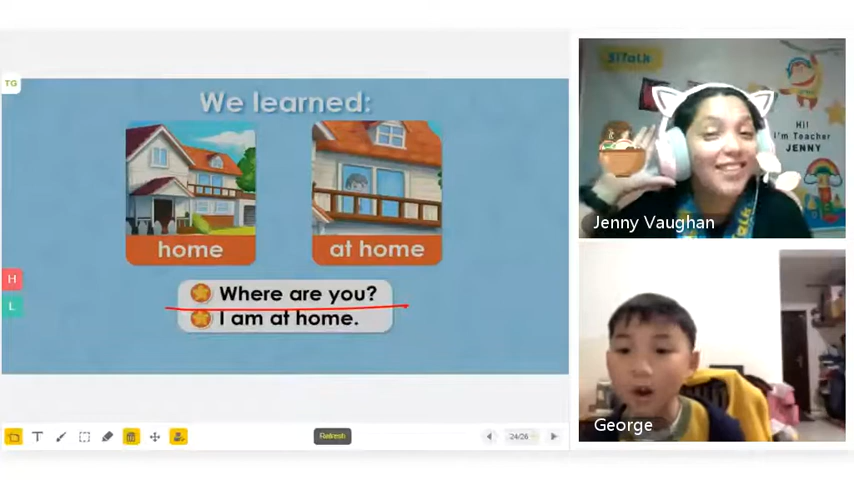 TG
We learned:
home
at home
Where are you?
I am at home.
H
L
T
Refresh
24/26
51Talk
Hi!
I'm Teacher
JENNY
Jenny Vaughan
George